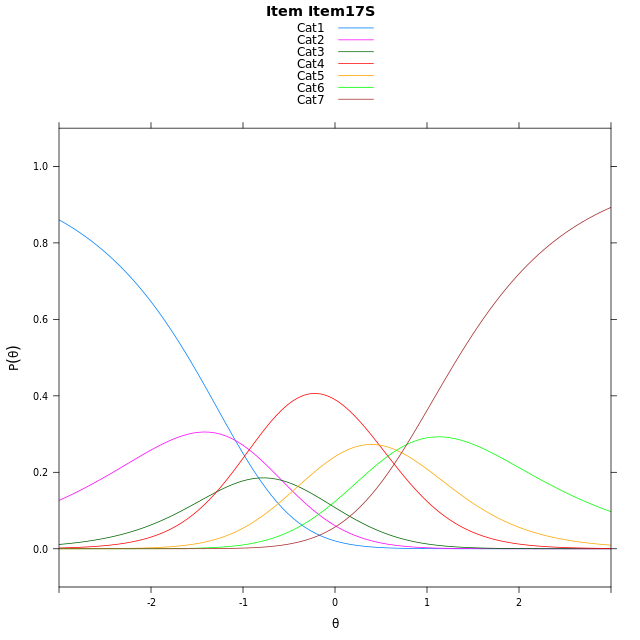 Item Item17S
Cat1
Cat2
Cat3
Cat4
Cat5
Cat6
Cat7
1.0
0.8
0.6
0.4
0.2
0.0
P(θ)
-2
-1
0
1
2
θ